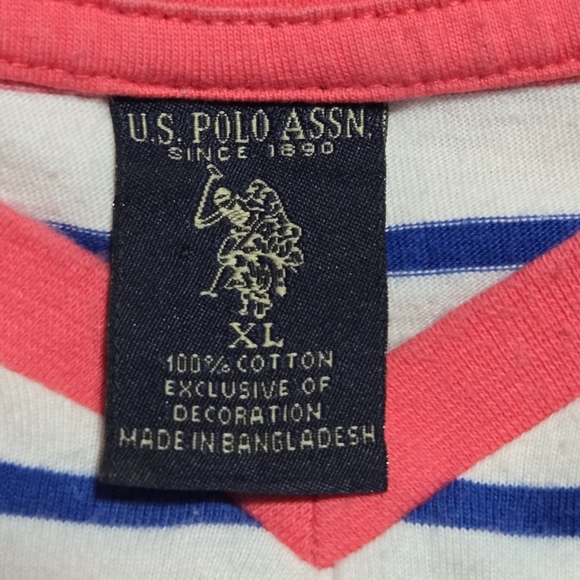 U.S. POLO ASSN.
SINCE 1890
XL
100% COTTON
EXCLUSIVE OF
DECORATION
MADE IN BANGLADESH